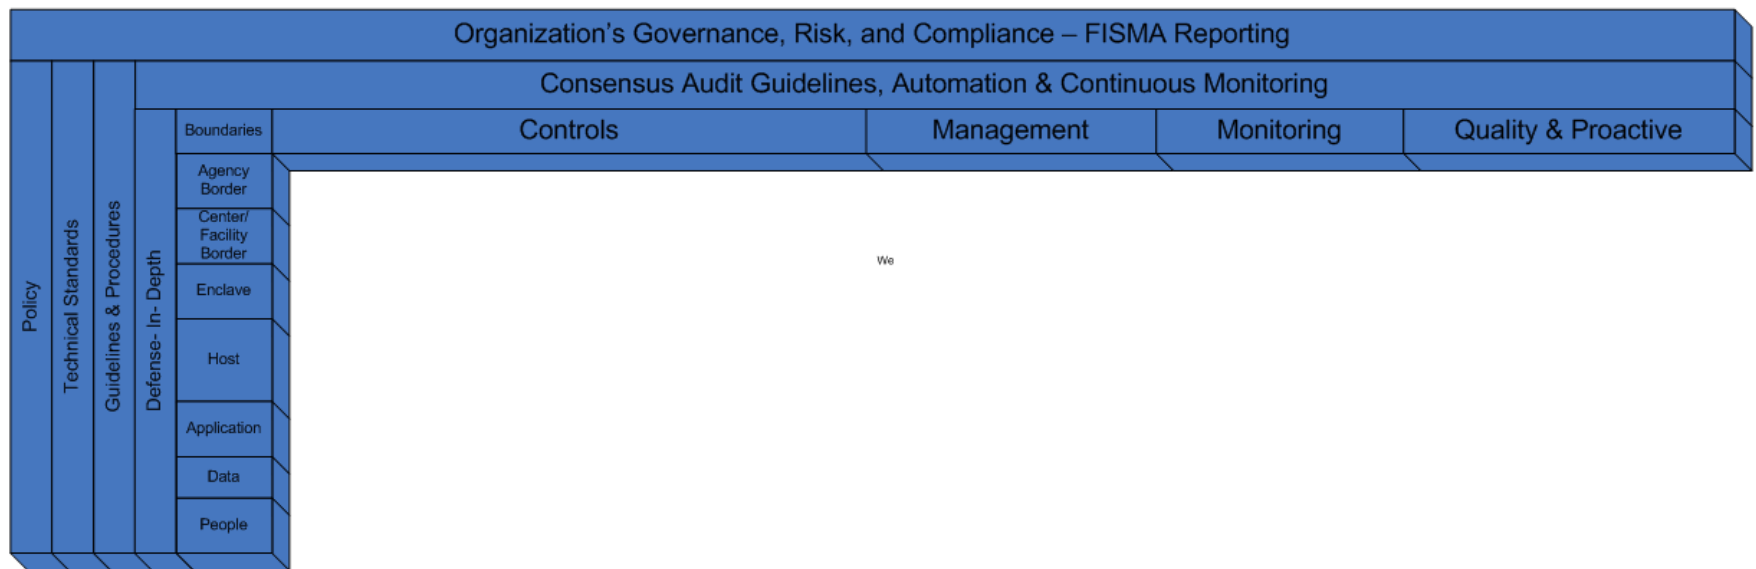 Organization’s Governance, Risk, and Compliance – FISMA Reporting
Consensus Audit Guidelines, Automation & Continuous Monitoring
Policy
Technical Standards
Guidelines & Procedures
Defense- In- Depth
Boundaries
Controls
Management
Monitoring
Quality & Proactive
Agency
Border
Center/
Facility
Border
Enclave
Host
Application
Data
People
We